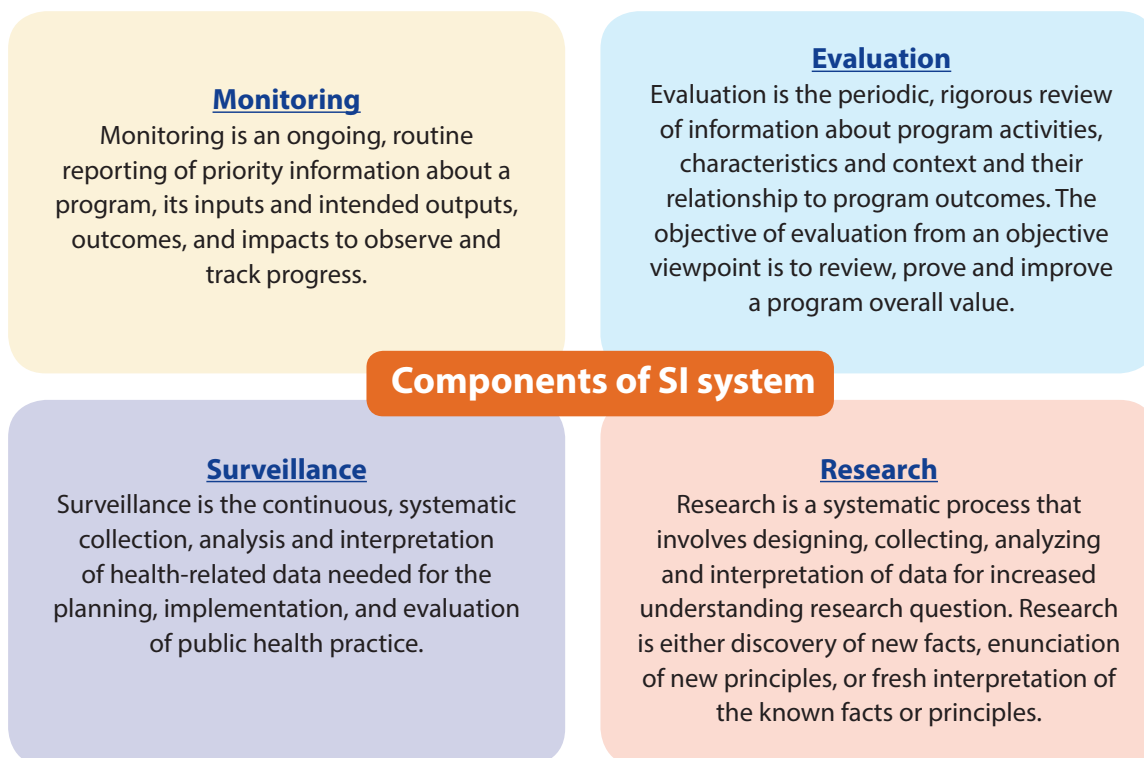 Monitoring
Monitoring is an ongoing, routine
reporting of priority information about a
program, its inputs and intended outputs,
outcomes, and impacts to observe and
track progress.
Evaluation
Evaluation is the periodic, rigorous review
of information about program activities,
characteristics and context and their
relationship to program outcomes. The
objective of evaluation from an objective
viewpoint is to review, prove and improve
a program overall value.
Components of SI system
Surveillance
Surveillance is the continuous, systematic
collection, analysis and interpretation
of health-related data needed for the
planning, implementation, and evaluation
of public health practice.
Research
Research is a systematic process that
involves designing, collecting, analyzing
and interpretation of data for increased
understanding research question. Research
is either discovery of new facts, enunciation
of new principles, or fresh interpretation of
the known facts or principles.